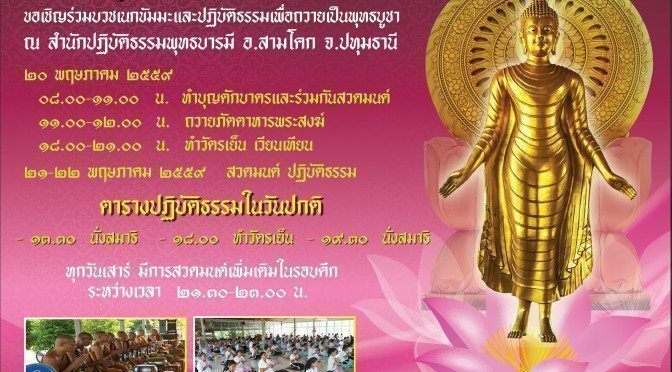 ขอเชิญร่วมบวชเนกขัมมะและปฏิบัติธรรมเพื่อถวายเป็นพุทธบูชา
ณ สำนักปฏิบัติธรรมพุทธบารมี อ.สามโคก จ.ปทุมธานี
๒๐ พฤษภาคม ๒๕๕๙
๐๘.๐๐-๑๑.๐๐ น. ทำบุญตักบาตรและร่วมกันสวดมนต์
๑๑.๐๐-๑๒.๐๐ น. ถวายภัตตาหารพระสงฆ์
๑๘.๐๐-๒๑.๐๐ น. ทำวัตรเย็น เวียนเทียน
๒๑-๒๒ พฤษภาคม ๒๕๕๙ สวดมนต์ ปฏิบัติธรรม
ตารางปฏิบัติธรรมในวันปกติ
- ๑๓.๓๐ นั่งสมาธิ - ๑๘.๐๐ ทำวัตรเย็น - ๑๙.๓๐ นั่งสมาธิ
ทุกวันเสาร์ มีการสวดมนต์เพิ่มเติมในรอบดึก
ระหว่างเวลา ๒๑.๓๐-๒๓.๐๐ น.